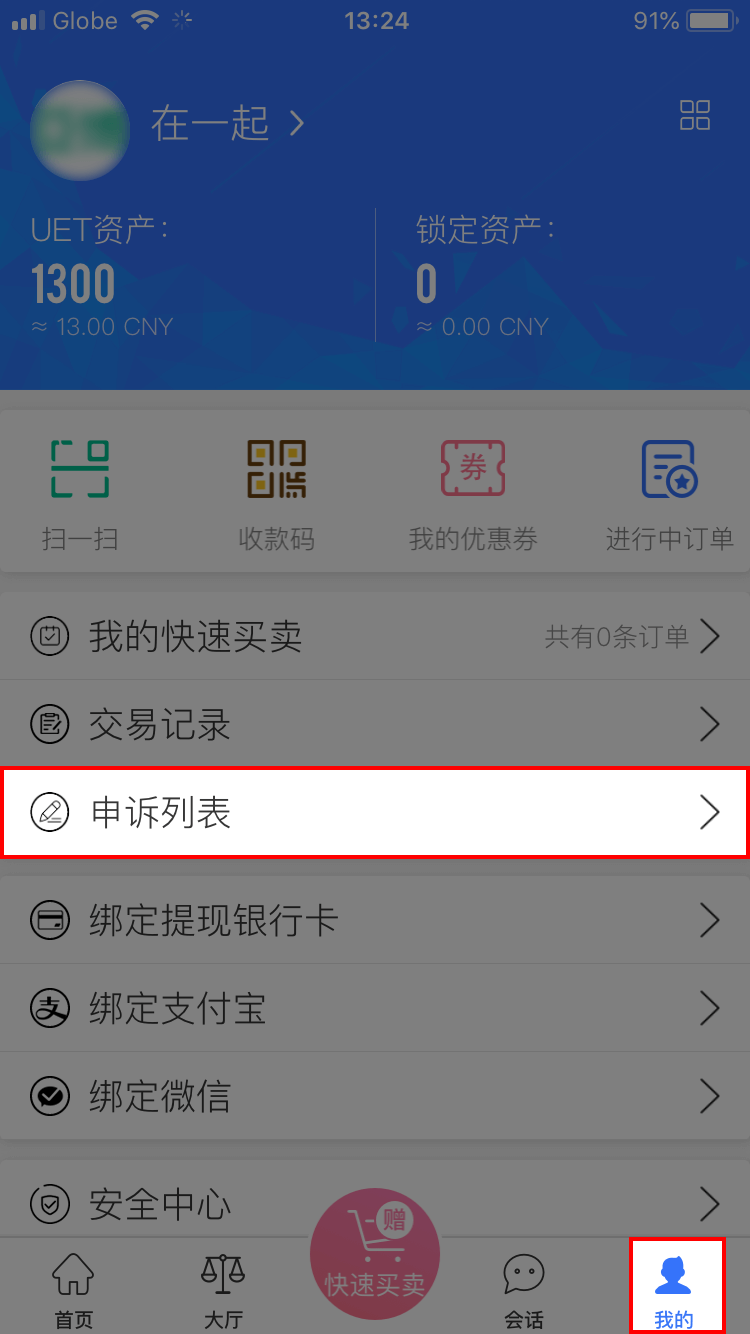 Globe 13:24 91%
在一起
UET资产: 锁定资产:
1300 0
≈ 13.00 CNY ≈ 0.00 CNY
券
扫一扫 收款码 我的优惠券 进行中订单
我的快速买卖 共有0条订单
交易记录
申诉列表
绑定提现银行卡
绑定支付宝
绑定微信
安全中心
赠
快速买卖
首页 大厅 会话 我的